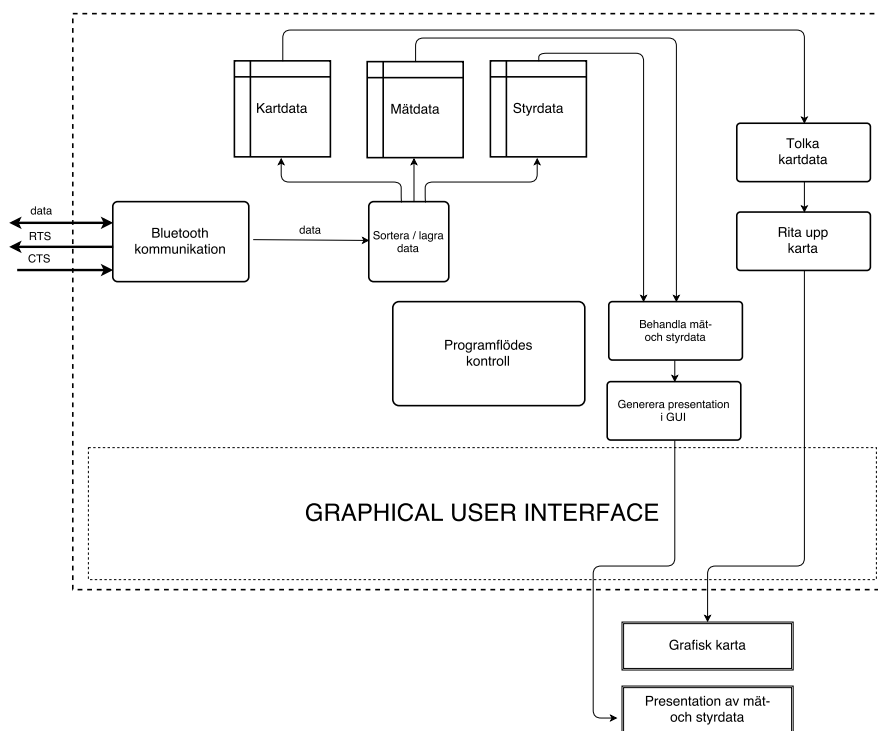 Kartdata
Mätdata
Styrdata
Tolka
kartdata
data
RTS
CTS
Bluetooth
kommunikation
data
Sortera / lagra
data
Rita upp
karta
Programflödes
kontroll
Behandla mät-
och styrdata
Generera presentation
i GUI
GRAPHICAL USER INTERFACE
Grafisk karta
Presentation av mät-
och styrdata